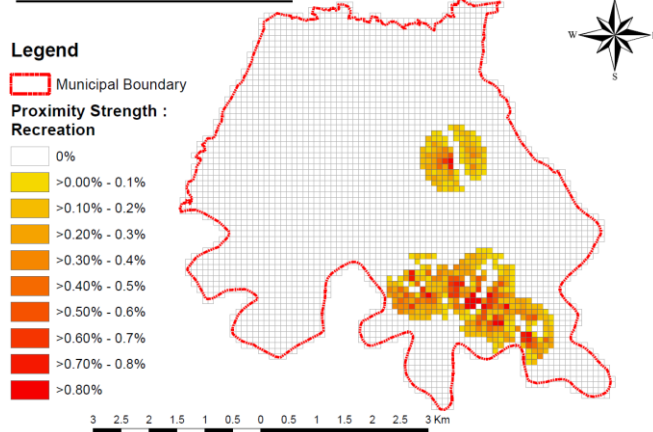 N
W
S
Legend
Municipal Boundary
Proximity Strength :
Recreation
0%
>0.00% - 0.1%
>0.10% - 0.2%
>0.20% - 0.3%
>0.30% - 0.4%
>0.40% - 0.5%
>0.50% - 0.6%
>0.60% - 0.7%
>0.70% - 0.8%
>0.80%
3 2.5 2 1.5 1 0.5 0 0.5 1 1.5 2 2.5 3 Km